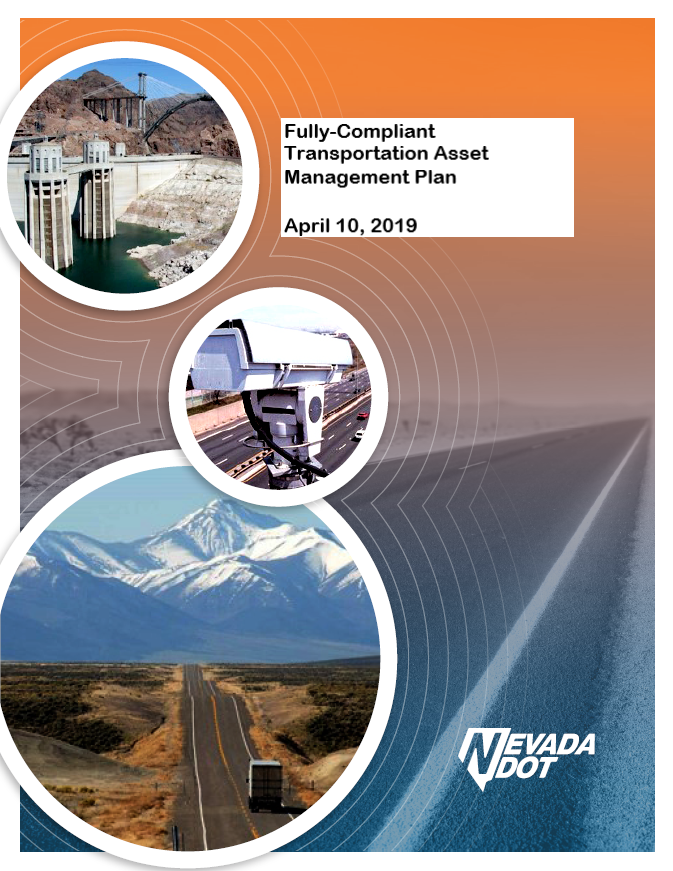 Fully-Compliant
Transportation Asset
Management Plan
April 10, 2019
NEVADA
DOT